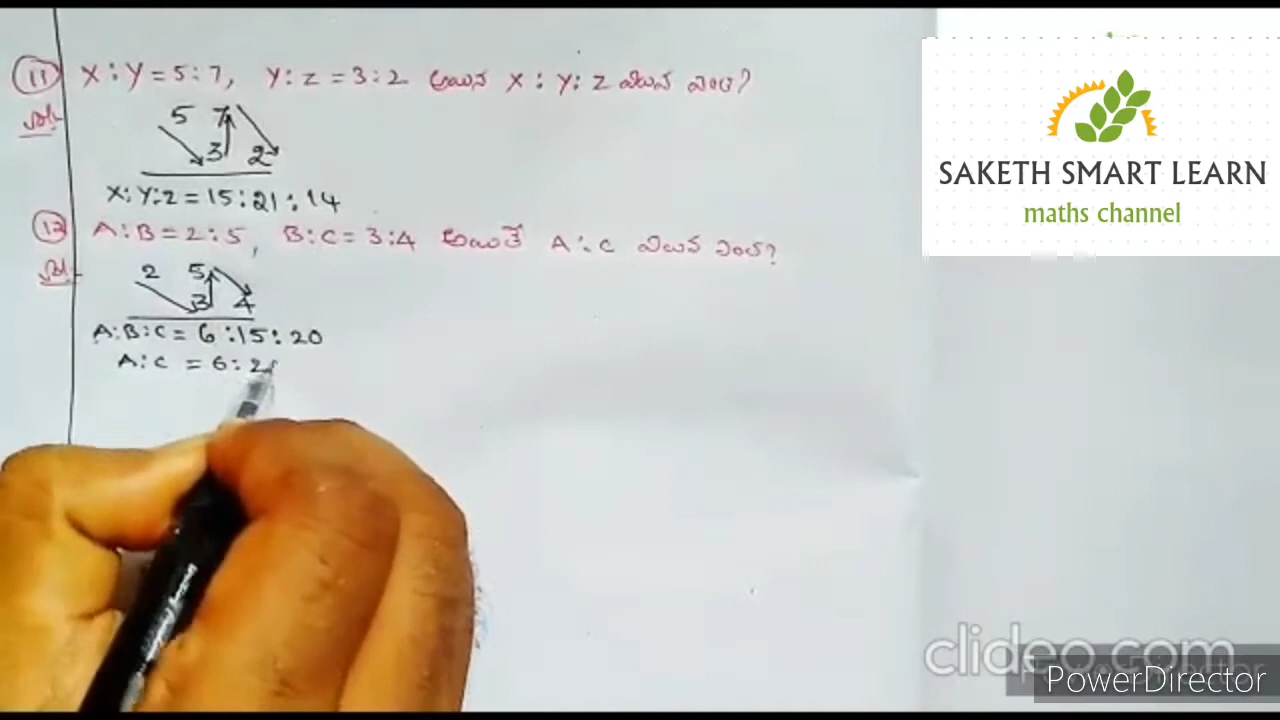 11 X : Y = 5 : 7, Y : Z = 3 : 2 అయిన X : Y : Z విలువ ఎంత?
5 7
3 2
X : Y : Z = 15 : 21 : 14
12 A : B = 2 : 5, B : C = 3 : 4 అయితే A : C విలువ ఎంత?
2 5
3 4
A : B : C = 6 : 15 : 20
A : C = 6 : 2
SAKETH SMART LEARN
maths channel
clideo.com
PowerDirector